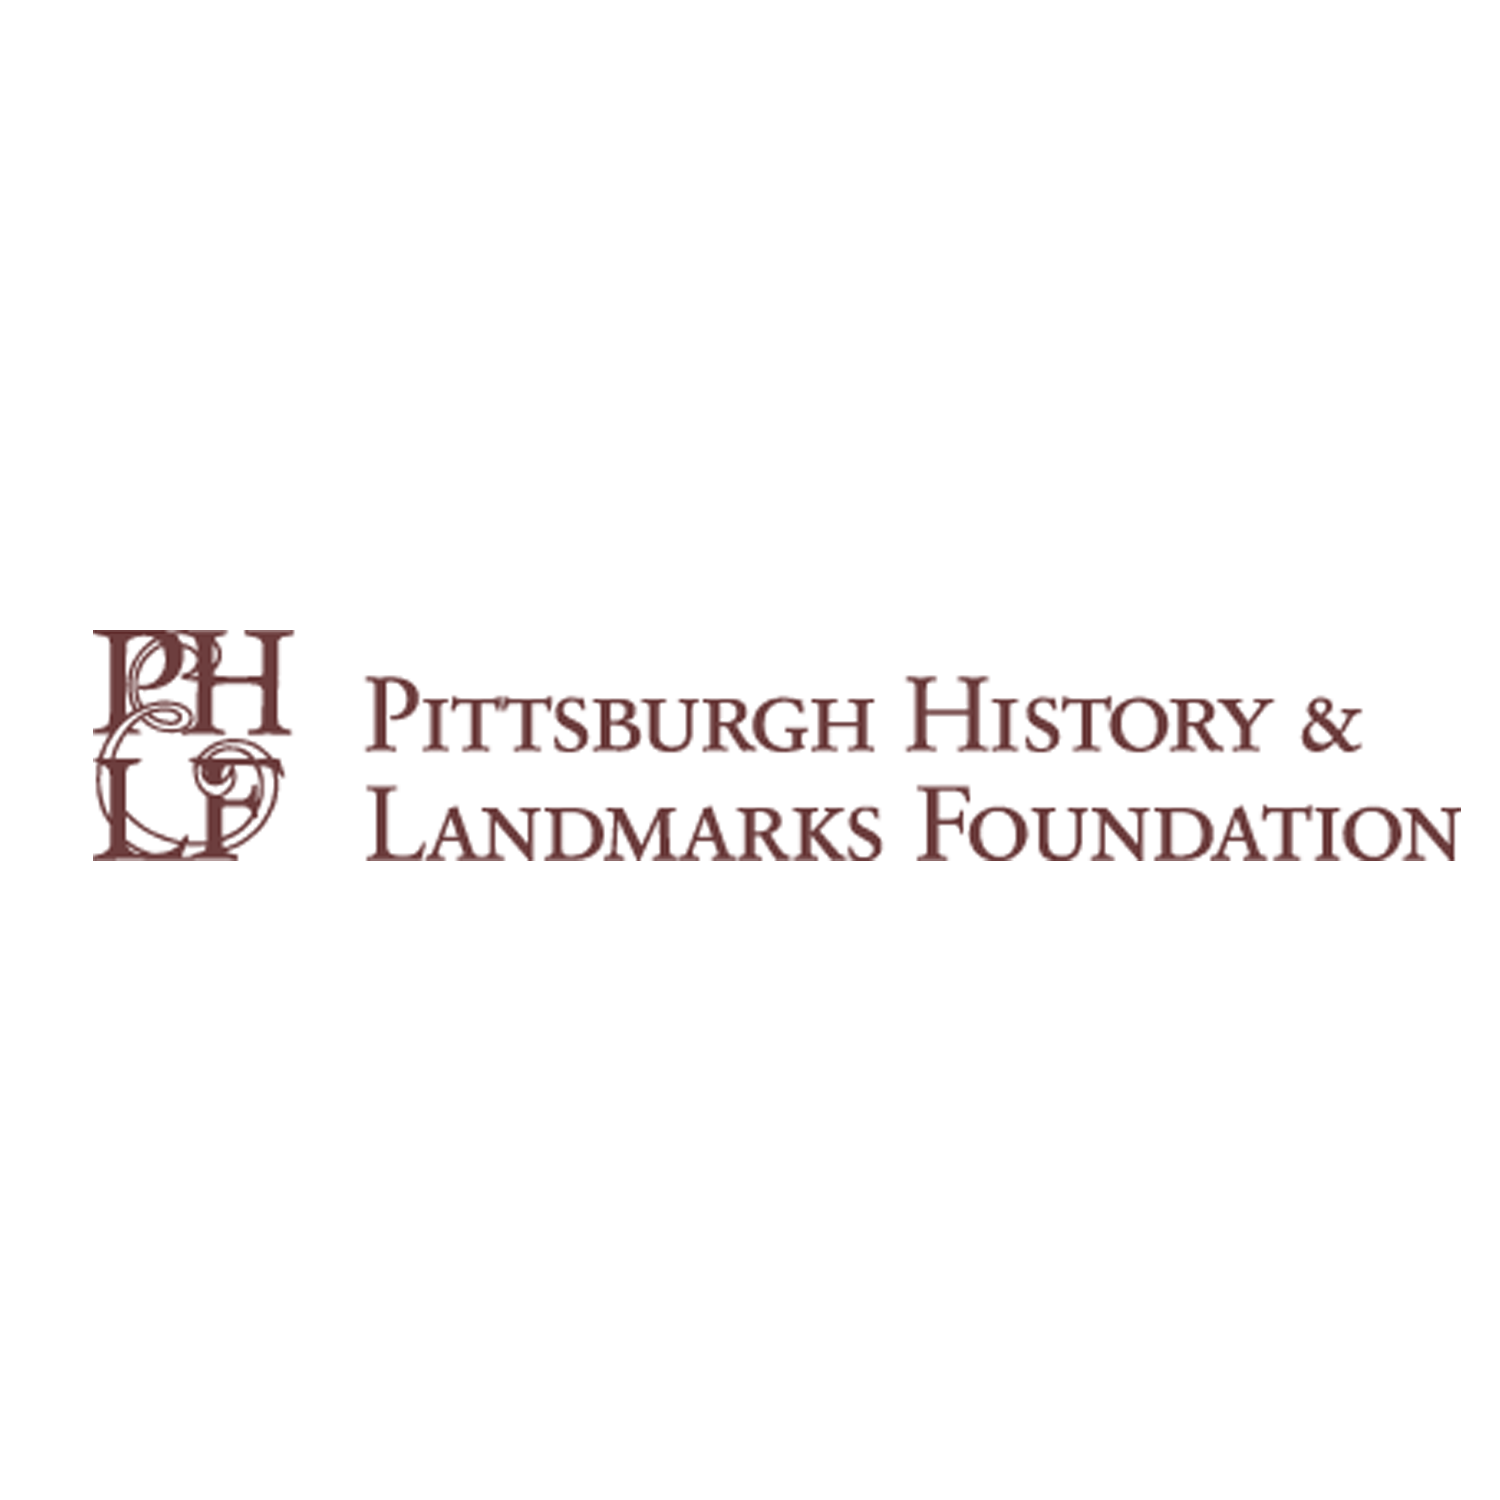 PH&LF
PITTSBURGH HISTORY &
LANDMARKS FOUNDATION